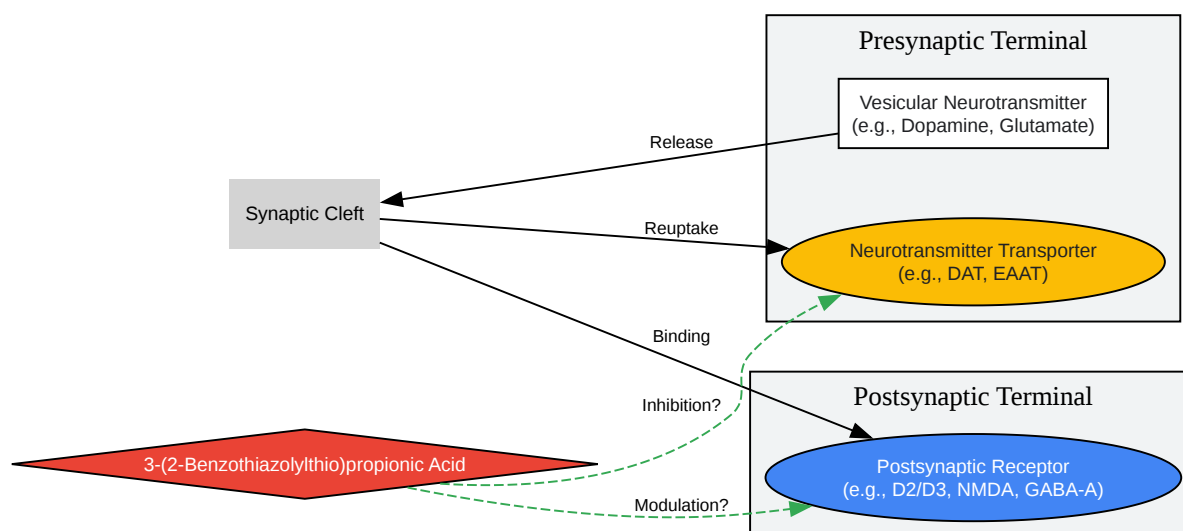 Presynaptic Terminal
Vesicular Neurotransmitter
(e.g., Dopamine, Glutamate)
Release
Synaptic Cleft
Reuptake
Neurotransmitter Transporter
(e.g., DAT, EAAT)
Binding
Postsynaptic Terminal
Inhibition?
3-(2-Benzothiazolylthio)propionic Acid
Postsynaptic Receptor
(e.g., D2/D3, NMDA, GABA-A)
Modulation?